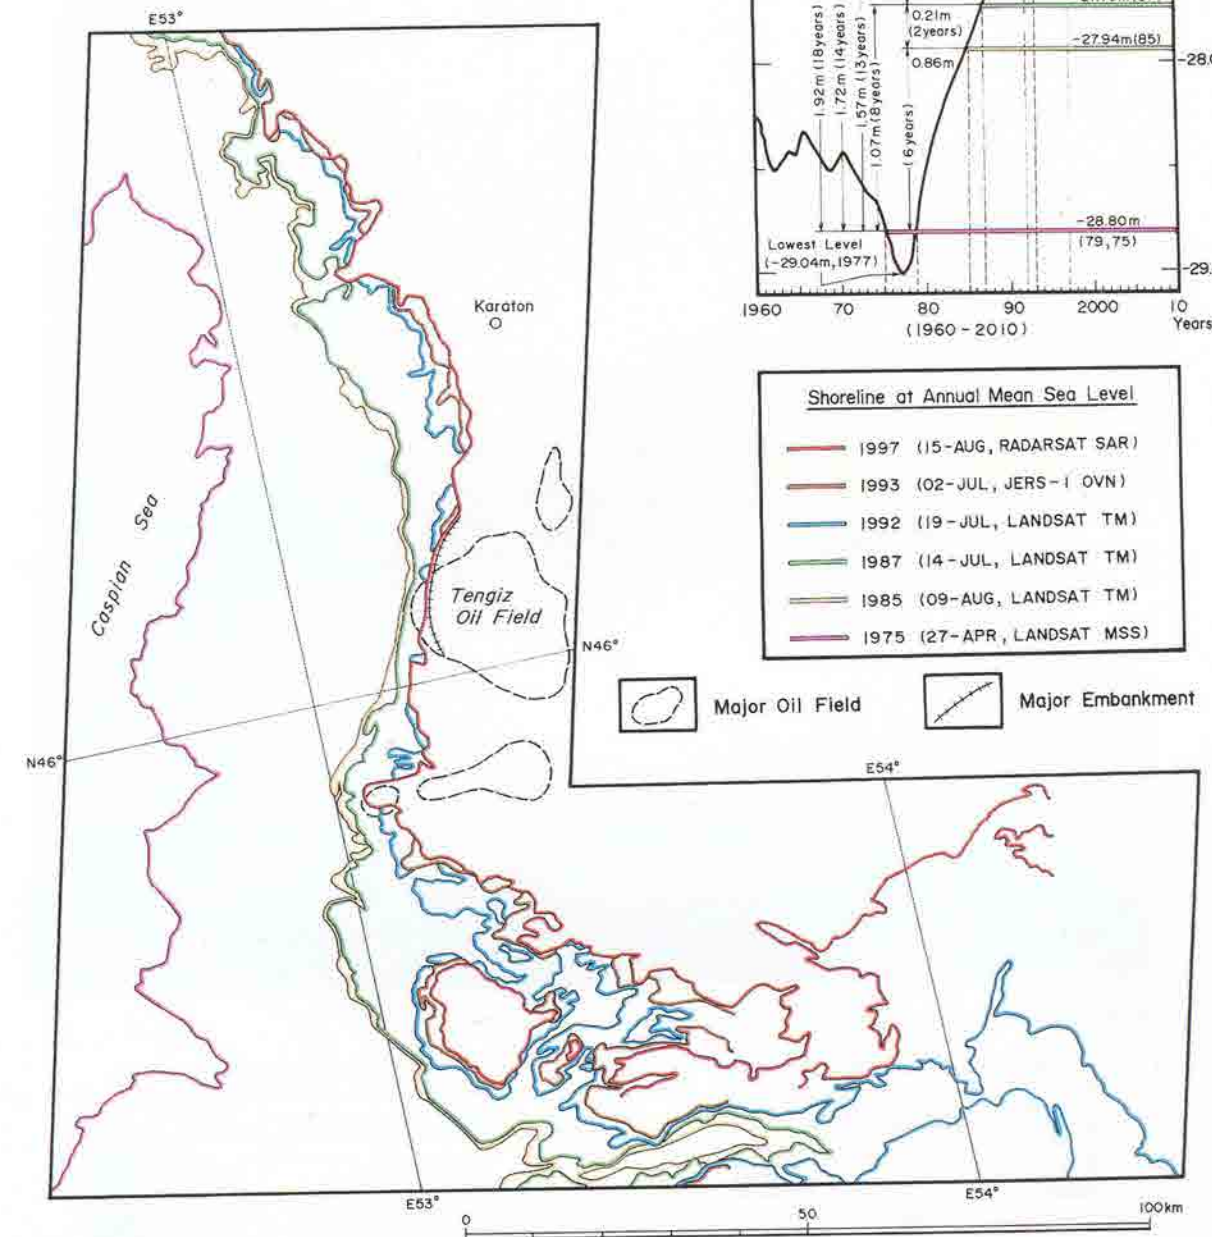 E53°
1.92m (18years)
1.72m (14years)
1.57m (13years)
1.07m (8years)
(6years)
0.21m
(2years)
-27.94m(85)
0.86m
-28.80m
(79,75)
Lowest Level
(-29.04m,1977)
1960 70 80 90 2000 10
(1960-2010)
Years
Karaton
Shoreline at Annual Mean Sea Level
1997 (15-AUG, RADARSAT SAR)
1993 (02-JUL, JERS-1 OVN)
1992 (19-JUL, LANDSAT TM)
1987 (14-JUL, LANDSAT TM)
1985 (09-AUG, LANDSAT TM)
1975 (27-APR, LANDSAT MSS)
Caspian Sea
Tengiz
Oil Field
N46°
Major Oil Field
Major Embankment
N46°
E54°
E53°
E54°
0 50 100km